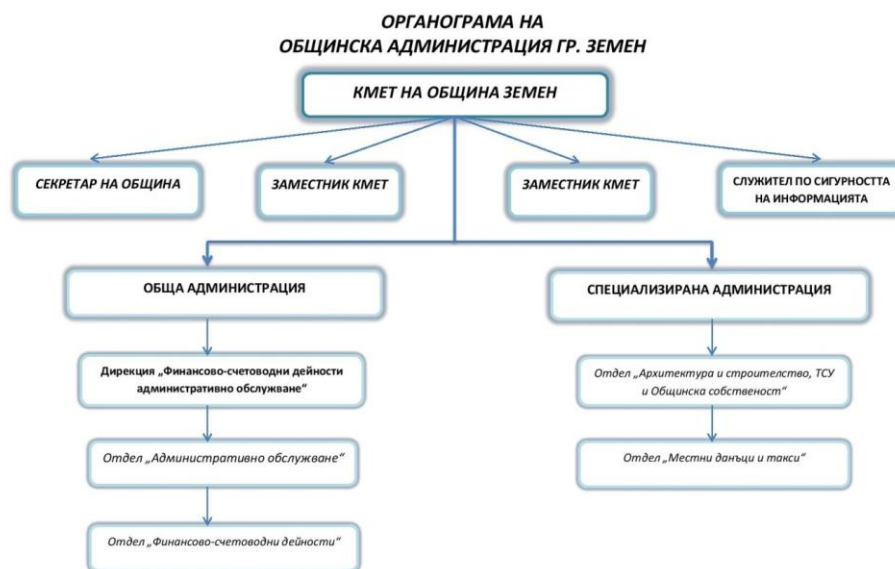 ОРГАНОГРАМА НА
ОБЩИНСКА АДМИНИСТРАЦИЯ ГР. ЗЕМЕН
КМЕТ НА ОБЩИНА ЗЕМЕН
СЕКРЕТАР НА ОБЩИНА
ЗАМЕСТНИК КМЕТ
ЗАМЕСТНИК КМЕТ
СЛУЖИТЕЛ ПО СИГУРНОСТТА
НА ИНФОРМАЦИЯТА
ОБЩА АДМИНИСТРАЦИЯ
СПЕЦИАЛИЗИРАНА АДМИНИСТРАЦИЯ
Дирекция „Финансово-счетоводни дейности
административно обслужване“
Отдел „Архитектура и строителство, ТСУ
и Общинска собственост“
Отдел „Административно обслужване“
Отдел „Местни данъци и такси“
Отдел „Финансово-счетоводни дейности“